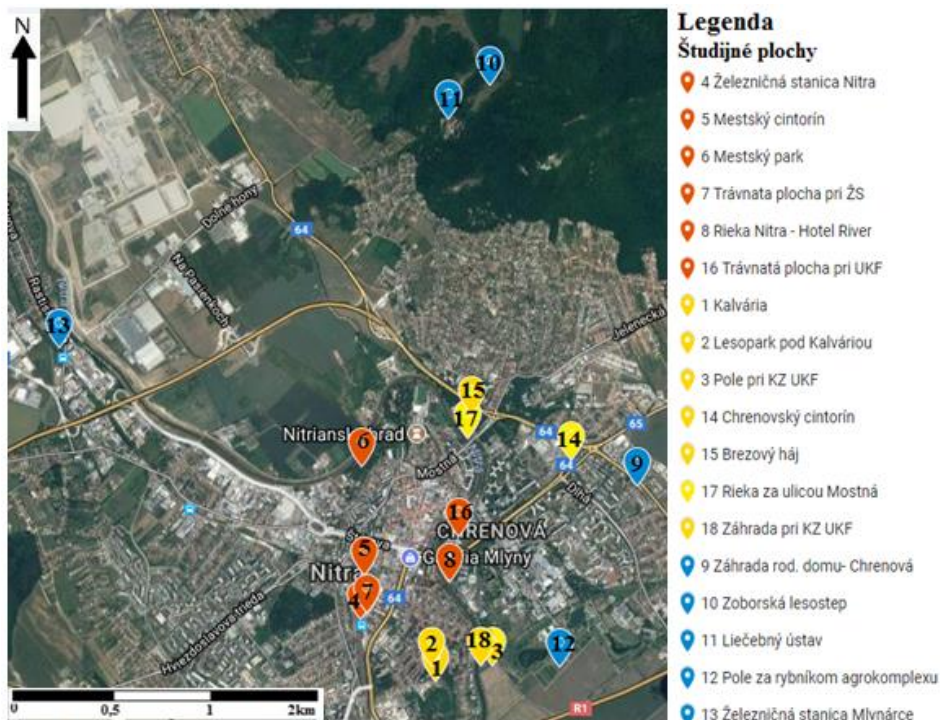 N
10
11
Dolné hony
64
Na Pasienkoch
13
Jelenecká
15
17
Nitriansk hrad
6
Mostná
64
14
65
64
9
Dlhá
16
CHRENOVÁ
5
8
Nitra
4
7
64
Hviezdoslavova trieda
2
1
18
3
12
0
0,5
1
2km
R1
Legenda
Študijné plochy
4 Železničná stanica Nitra
5 Mestský cintorín
6 Mestský park
7 Trávnata plocha pri ŽS
8 Rieka Nitra - Hotel River
16 Trávnatá plocha pri UKF
1 Kalvária
2 Lesopark pod Kalváriou
3 Pole pri KZ UKF
14 Chrenovský cintorín
15 Brezový háj
17 Rieka za ulicou Mostná
18 Záhrada pri KZ UKF
9 Záhrada rod. domu- Chrenová
10 Zoborská lesostep
11 Liečebný ústav
12 Pole za rybníkom agrokomplexu
13 Železničná stanica Mlynárce